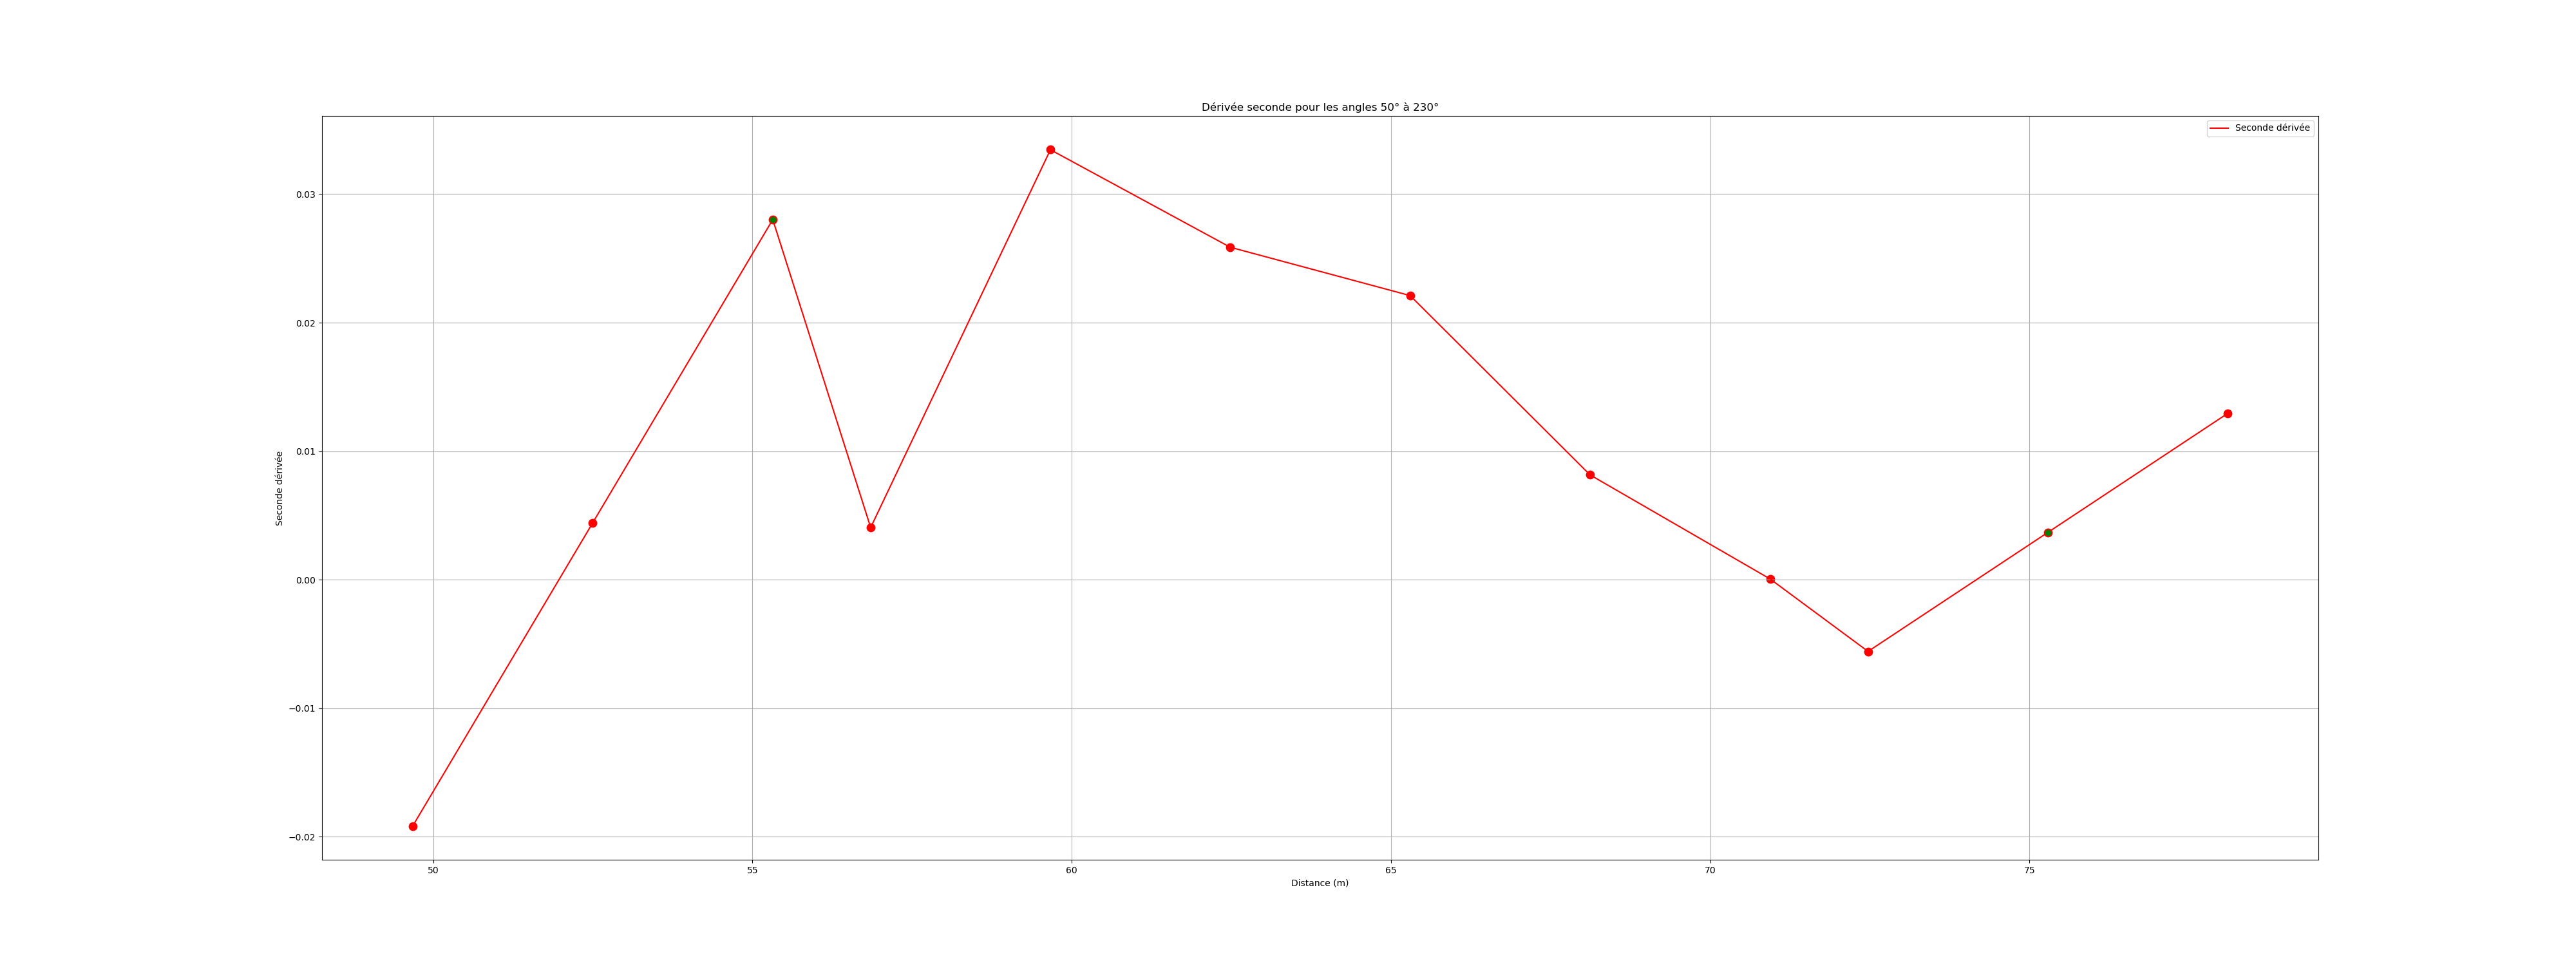 Dérivée seconde pour les angles 50° à 230°
Seconde dérivée
0.03
0.02
0.01
0.00
−0.01
−0.02
Seconde dérivée
50 55 60 65 70 75
Distance (m)